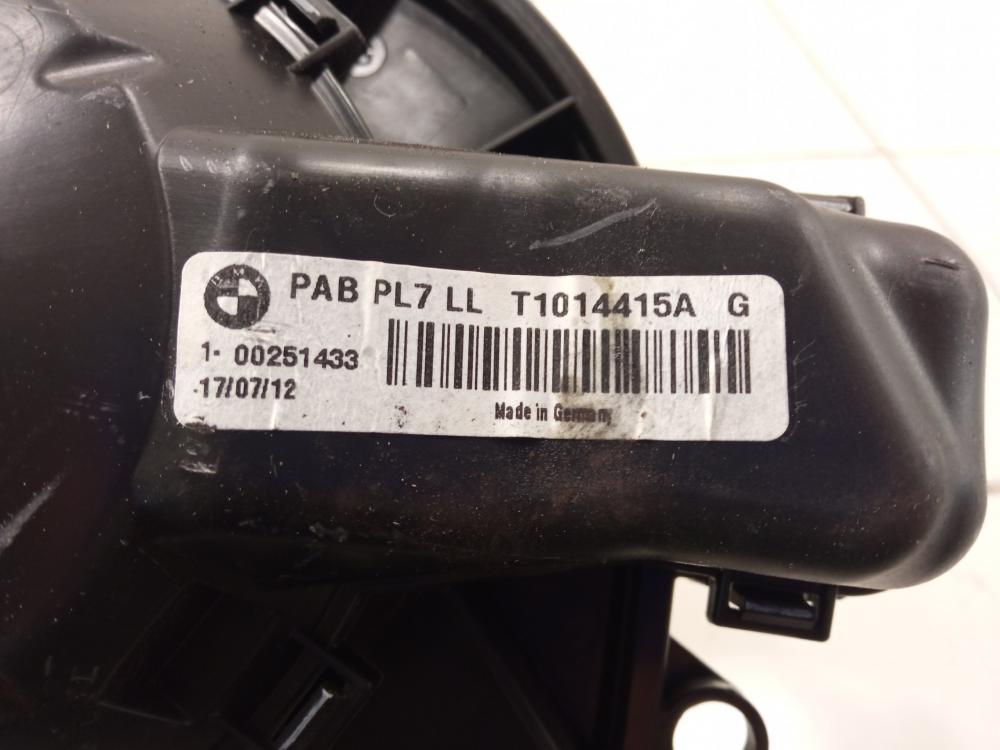 PAB PL7 LL T1014415A G
1- 00251433
17/07/12
Made in Germany